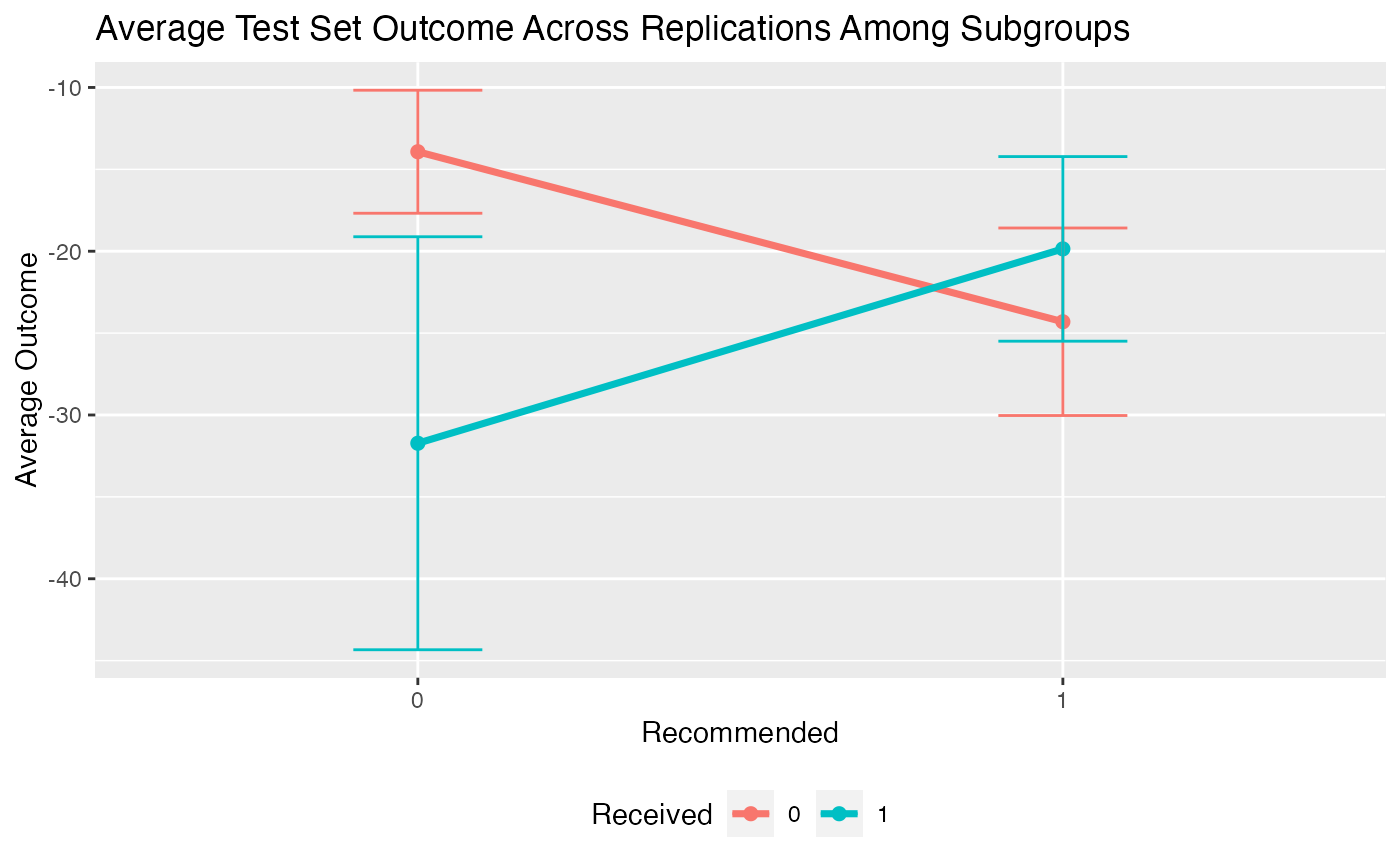 Average Test Set Outcome Across Replications Among Subgroups
Average Outcome
-10
-20
-30
-40
0 1
Recommended
Received 0 1